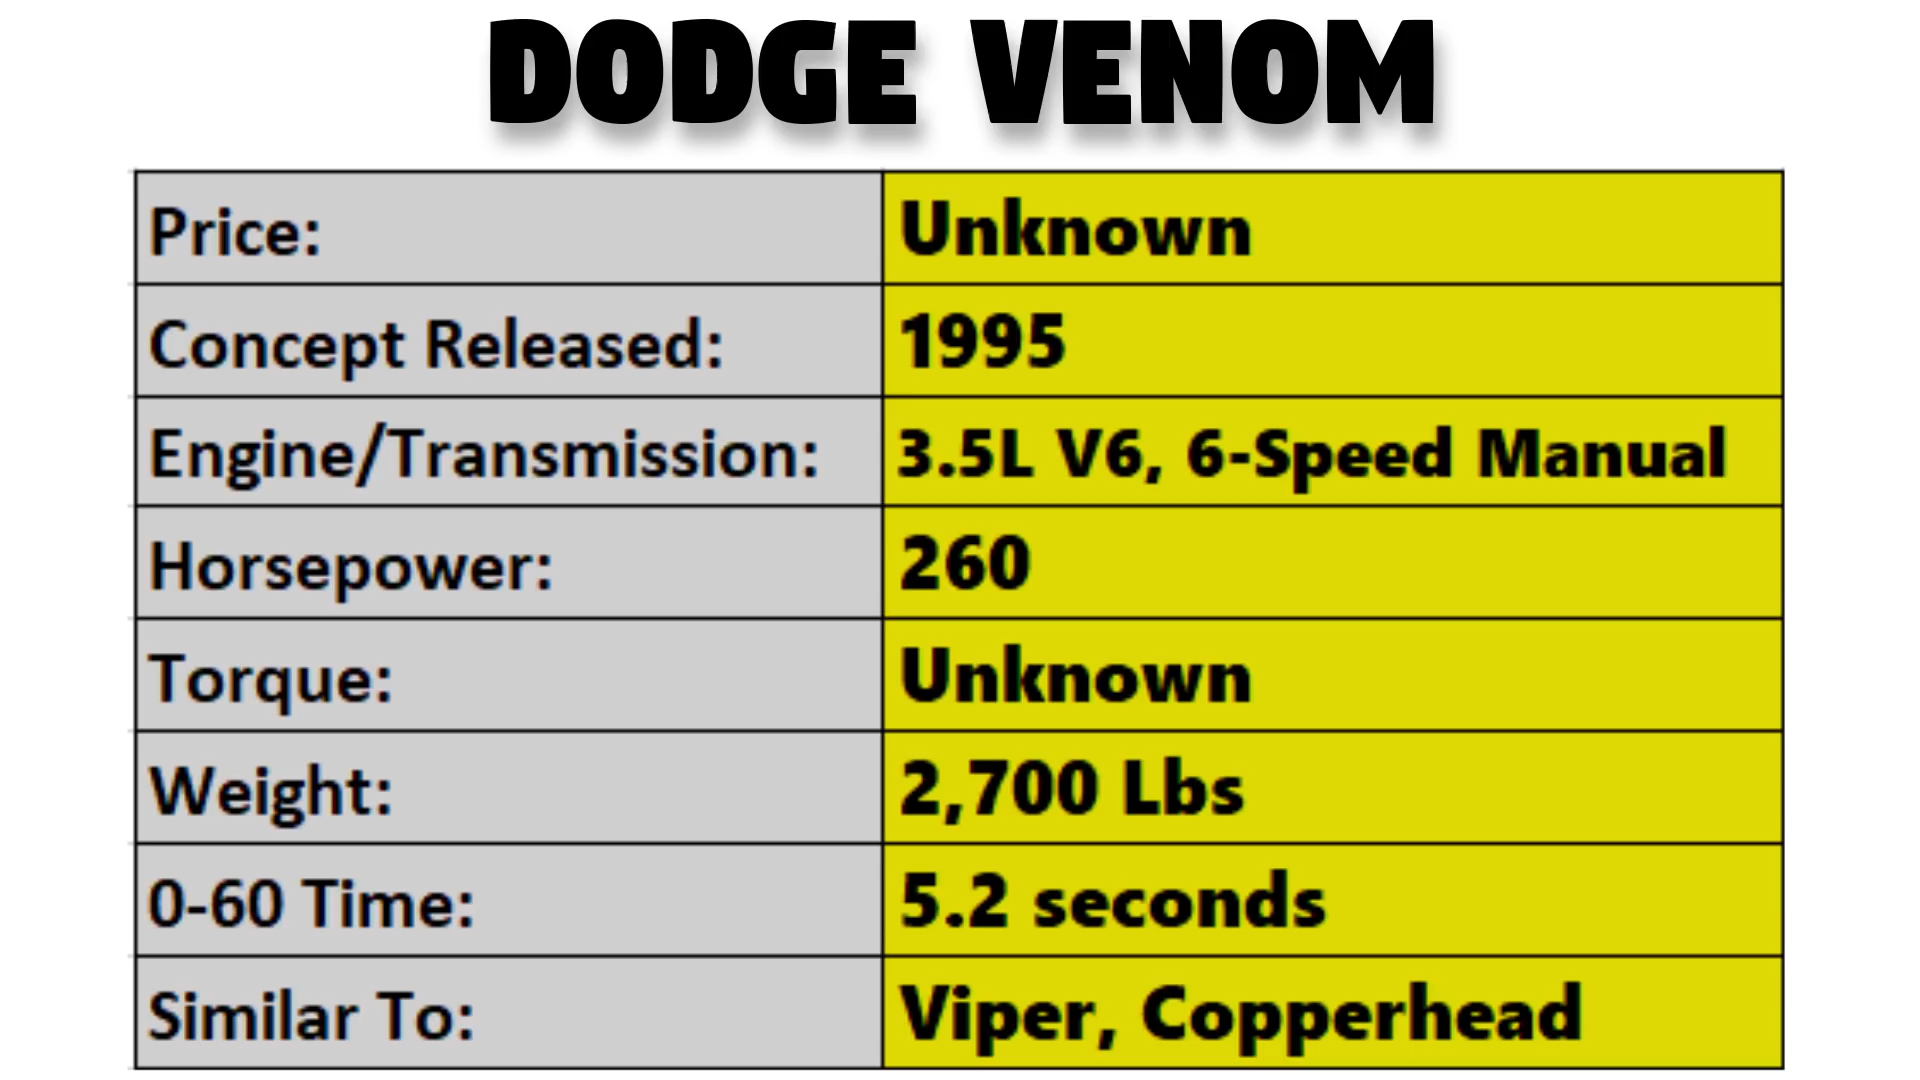 DODGE VENOM
Price: Unknown
Concept Released: 1995
Engine/Transmission: 3.5L V6, 6-Speed Manual
Horsepower: 260
Torque: Unknown
Weight: 2,700 Lbs
0-60 Time: 5.2 seconds
Similar To: Viper, Copperhead